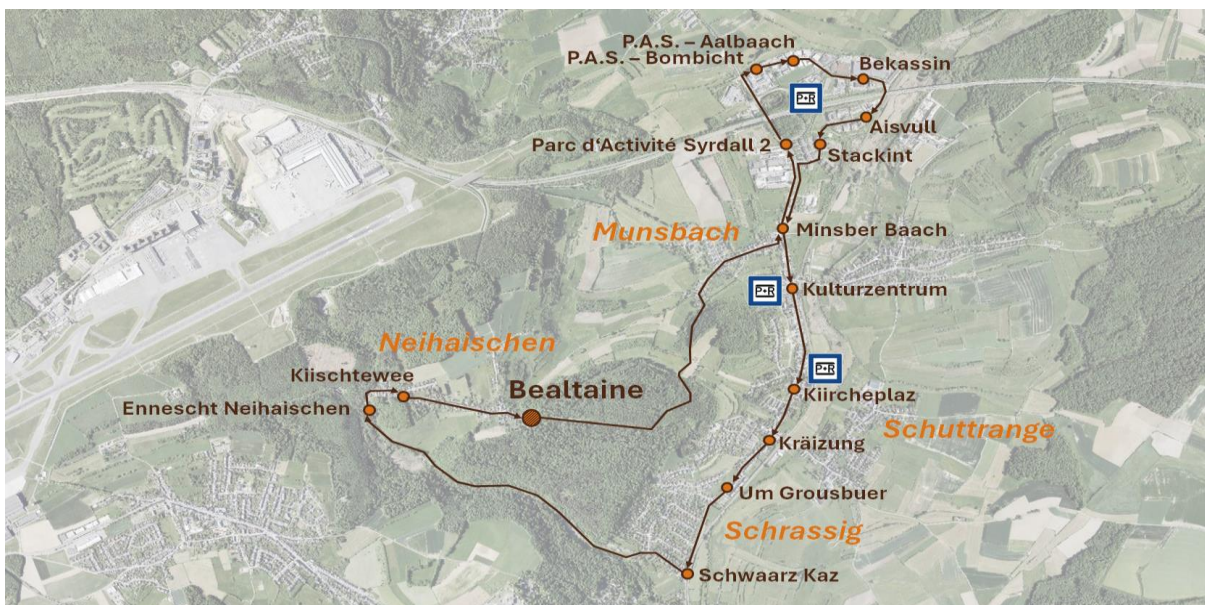 P.A.S. – Aalbaach
P.A.S. – Bombicht
Bekassin
P+R
Aisvull
Parc d'Activité Syrdall 2
Stackint
Munsbach
Minsber Baach
P+R
Kulturzentrum
Neihaischen
Kiischtewee
P+R
Bealtaine
Kiircheplaz
Ennescht Neihaischen
Schuttrange
Kräizung
Um Grousbuer
Schrassig
Schwaarz Kaz